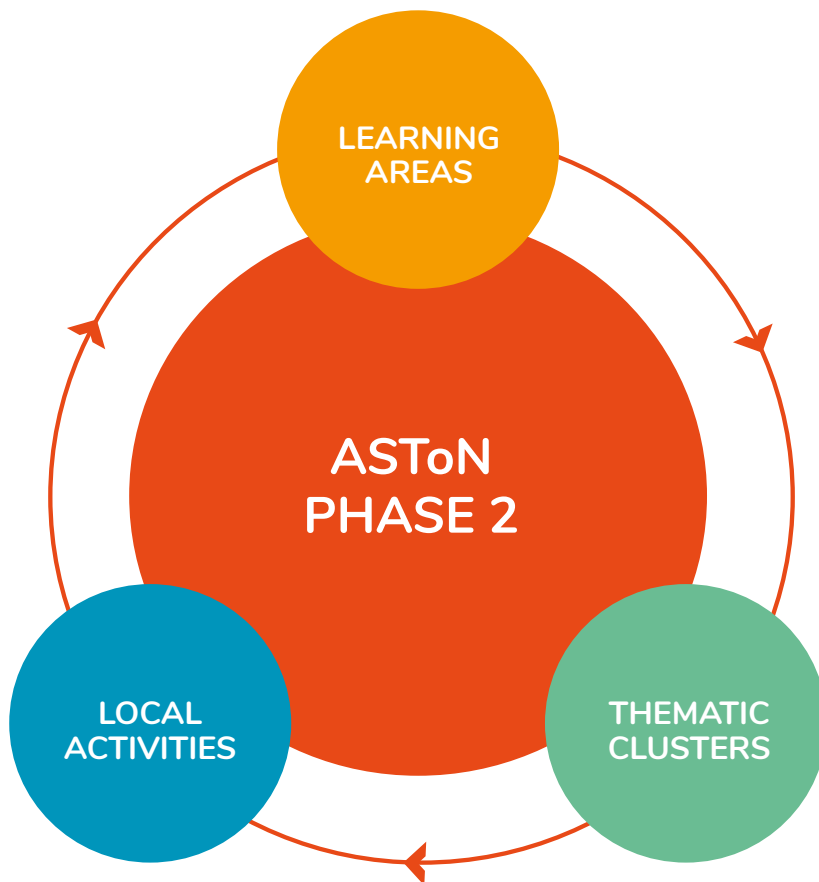 LEARNING
AREAS
ASToN
PHASE 2
LOCAL
ACTIVITIES
THEMATIC
CLUSTERS